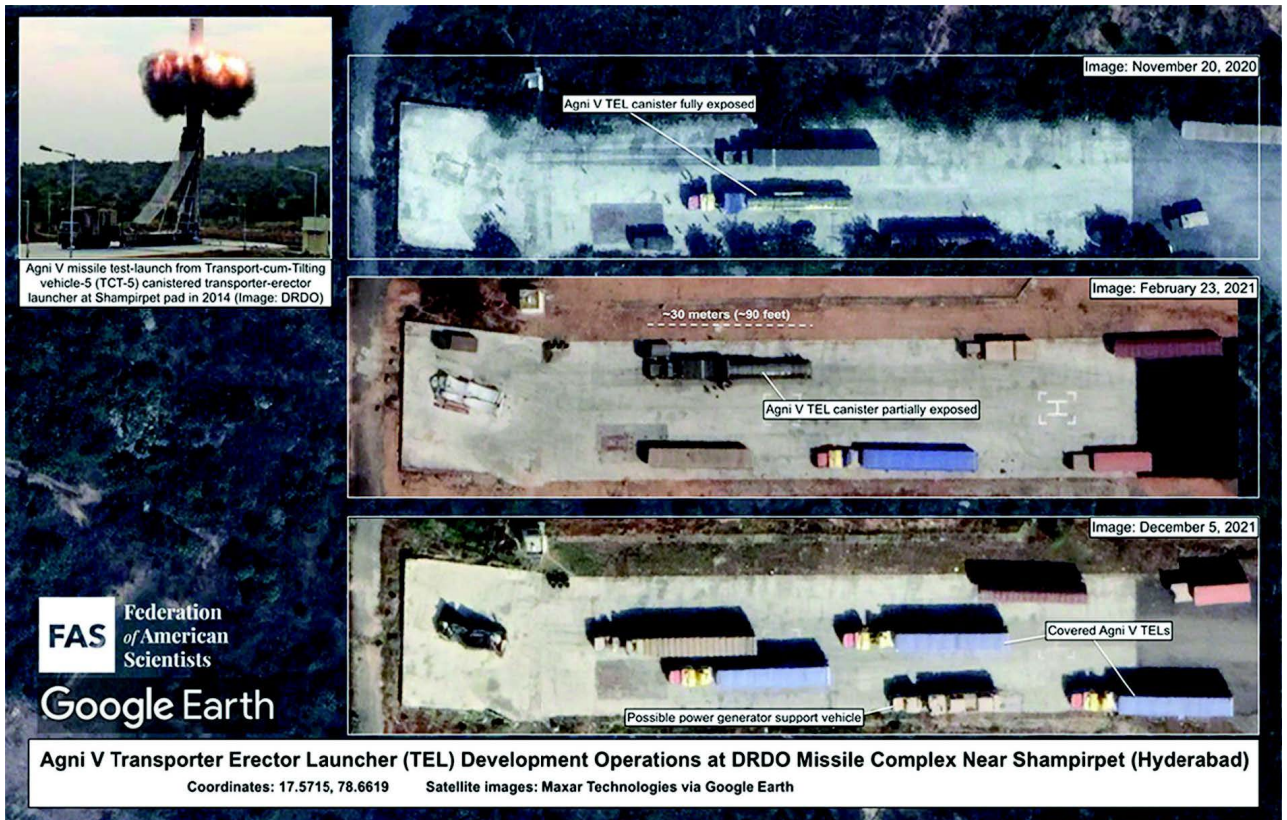 Agni V missile test-launch from Transport-cum-Tilting
vehicle-5 (TCT-5) canistered transporter-erector
launcher at Shampirpet pad in 2014 (Image: DRDO)
Image: November 20, 2020
Agni V TEL canister fully exposed
Image: February 23, 2021
~30 meters (~90 feet)
Agni V TEL canister partially exposed
H
Image: December 5, 2021
Covered Agni V TELs
Possible power generator support vehicle
FAS
Federation
of American
Scientists
Google Earth
Agni V Transporter Erector Launcher (TEL) Development Operations at DRDO Missile Complex Near Shampirpet (Hyderabad)
Coordinates: 17.5715, 78.6619 Satellite images: Maxar Technologies via Google Earth